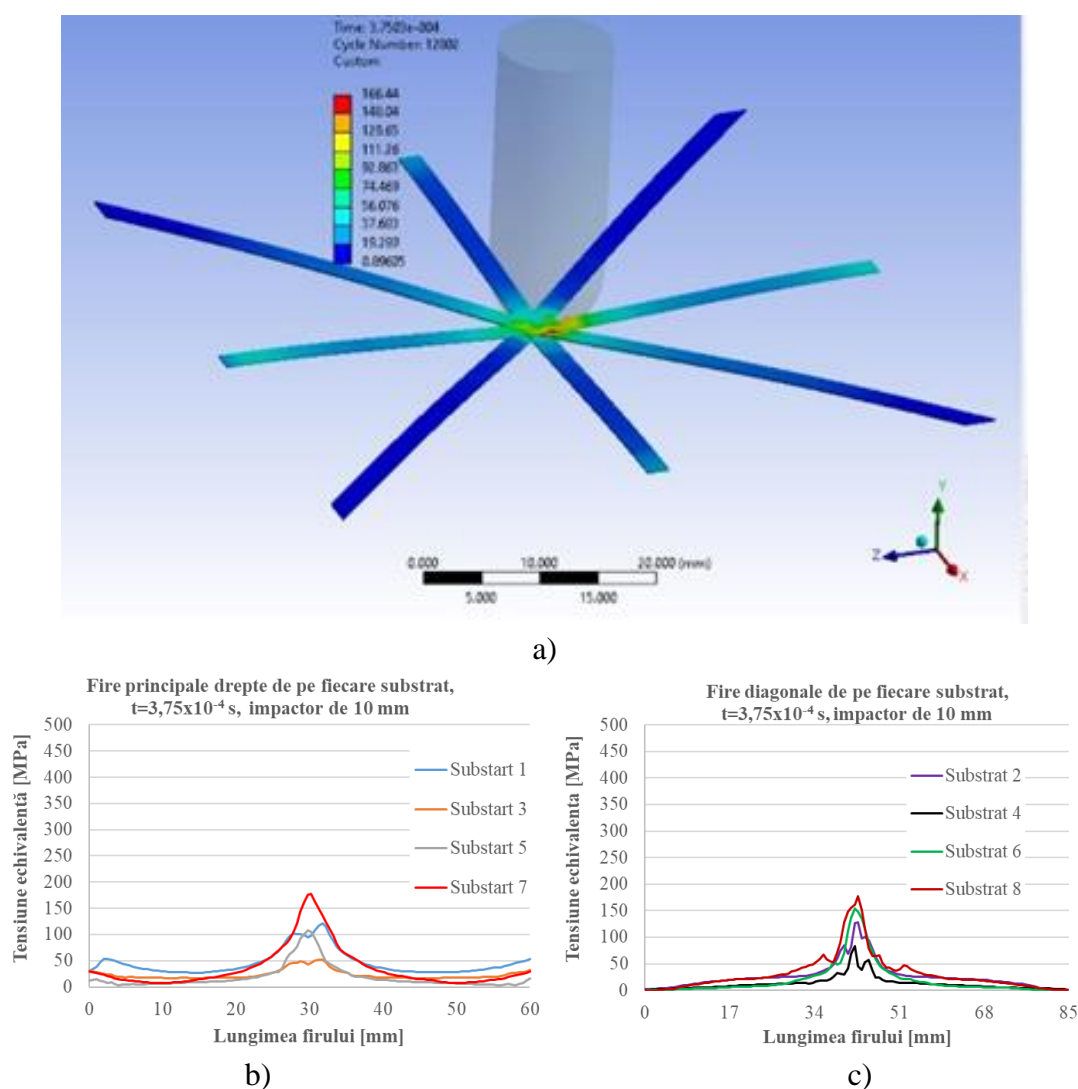 Time: 3.7503e-004
Cycle Number: 12000
Custom
166.44
148.04
129.65
111.26
92.863
74.469
56.076
0.89625
0.000
10.000
20.000 (mm)
5.000
15.000
Y
Z
X
a)
Fire principale drepte de pe fiecare substrat,
t=3,75x10⁻⁴ s, impactor de 10 mm
Tensiune echivalentă [MPa]
500
450
400
350
300
250
200
150
100
50
0
Substart 1
Substart 3
Substart 5
Substart 7
0 10 20 30 40 50 60
Lungimea firului [mm]
b)
Fire diagonale de pe fiecare substrat,
t=3,75x10⁻⁴ s, impactor de 10 mm
Tensiune echivalenta [MPa]
500
450
400
350
300
250
200
150
100
50
0
Substrat 2
Substrat 4
Substrat 6
Substrat 8
0 17 34 51 68 85
Lungimea firului [mm]
c)